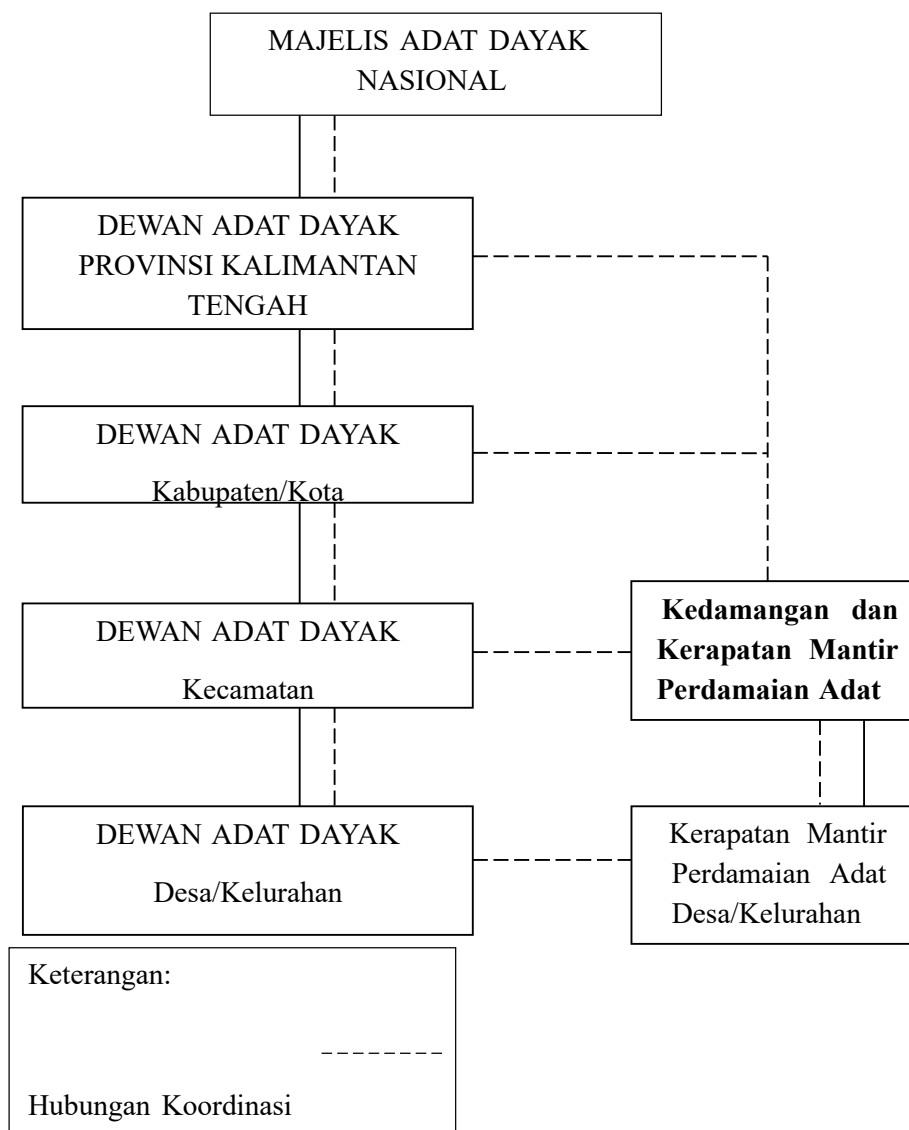 MAJELIS ADAT DAYAK
NASIONAL
DEWAN ADAT DAYAK
PROVINSI KALIMANTAN
TENGAH
DEWAN ADAT DAYAK
Kabupaten/Kota
DEWAN ADAT DAYAK
Kecamatan
Kedamangan dan
Kerapatan Mantir
Perdamaian Adat
DEWAN ADAT DAYAK
Desa/Kelurahan
Kerapatan Mantir
Perdamaian Adat
Desa/Kelurahan
Keterangan:
Hubungan Koordinasi